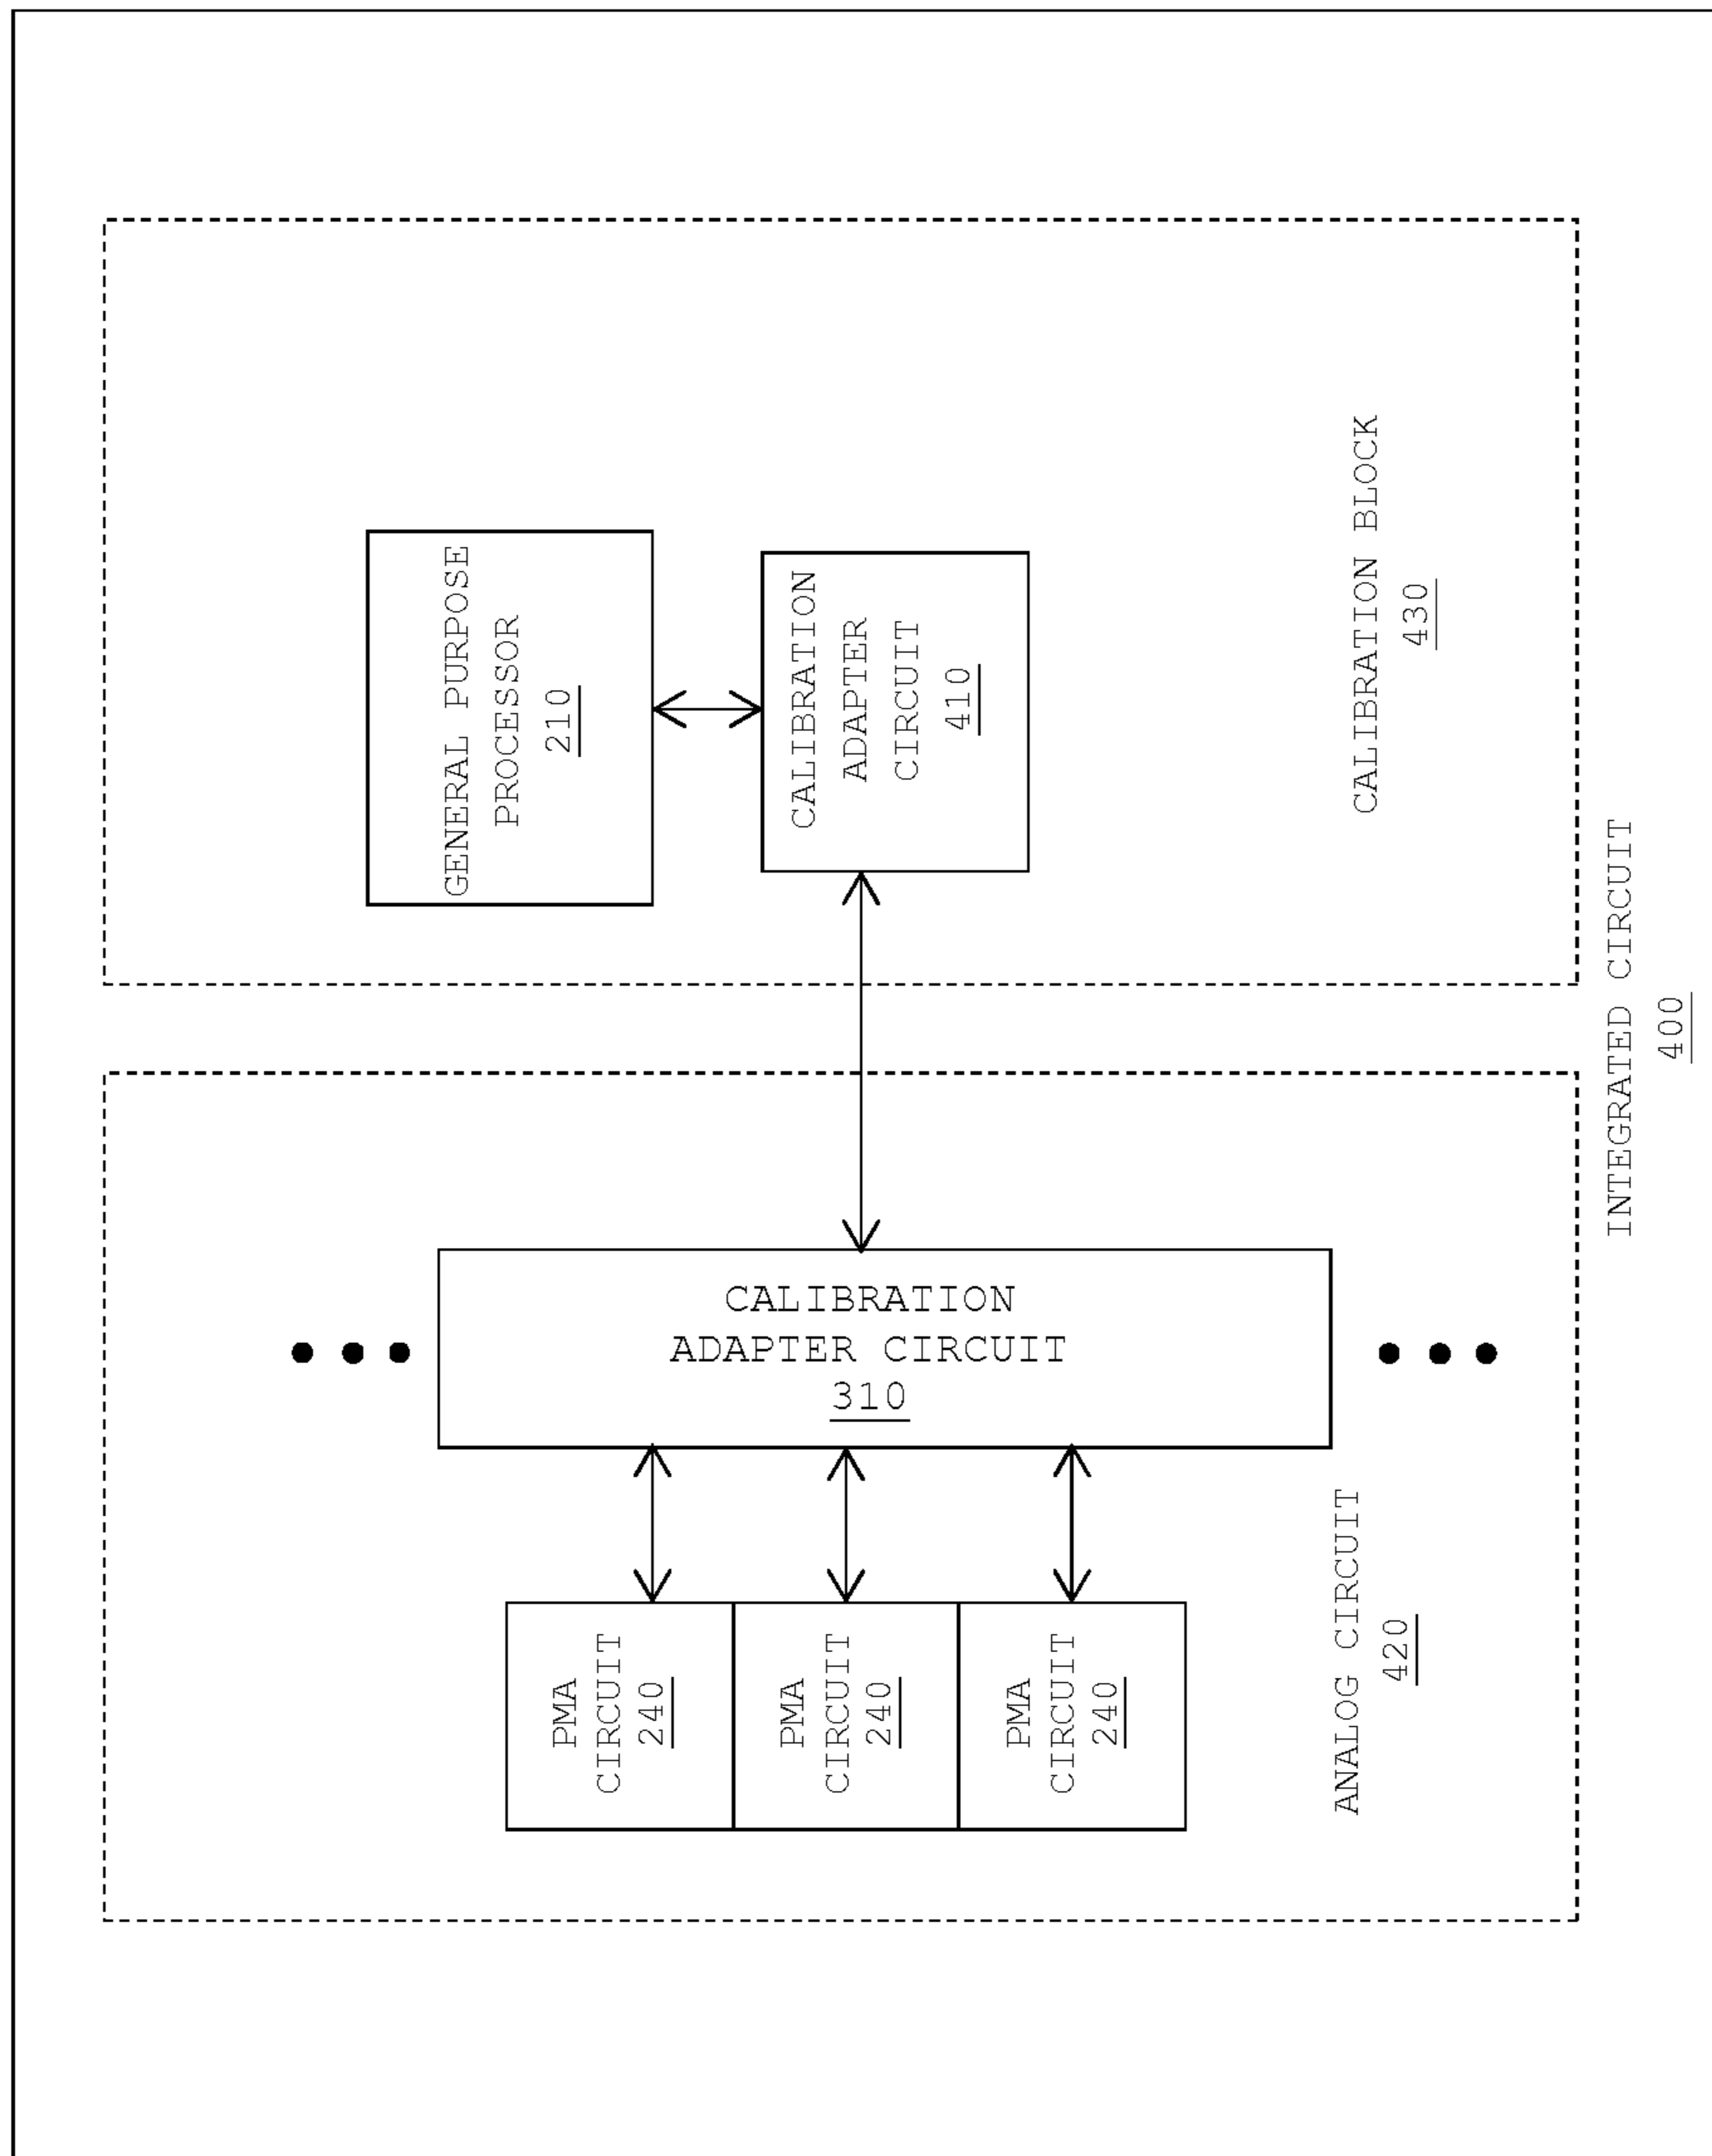 GENERAL PURPOSE
PROCESSOR
210
CALIBRATION
ADAPTER
CIRCUIT
410
CALIBRATION BLOCK
430
CALIBRATION
ADAPTER CIRCUIT
310
PMA
CIRCUIT
240
PMA
CIRCUIT
240
PMA
CIRCUIT
240
ANALOG CIRCUIT
420
INTEGRATED CIRCUIT
400